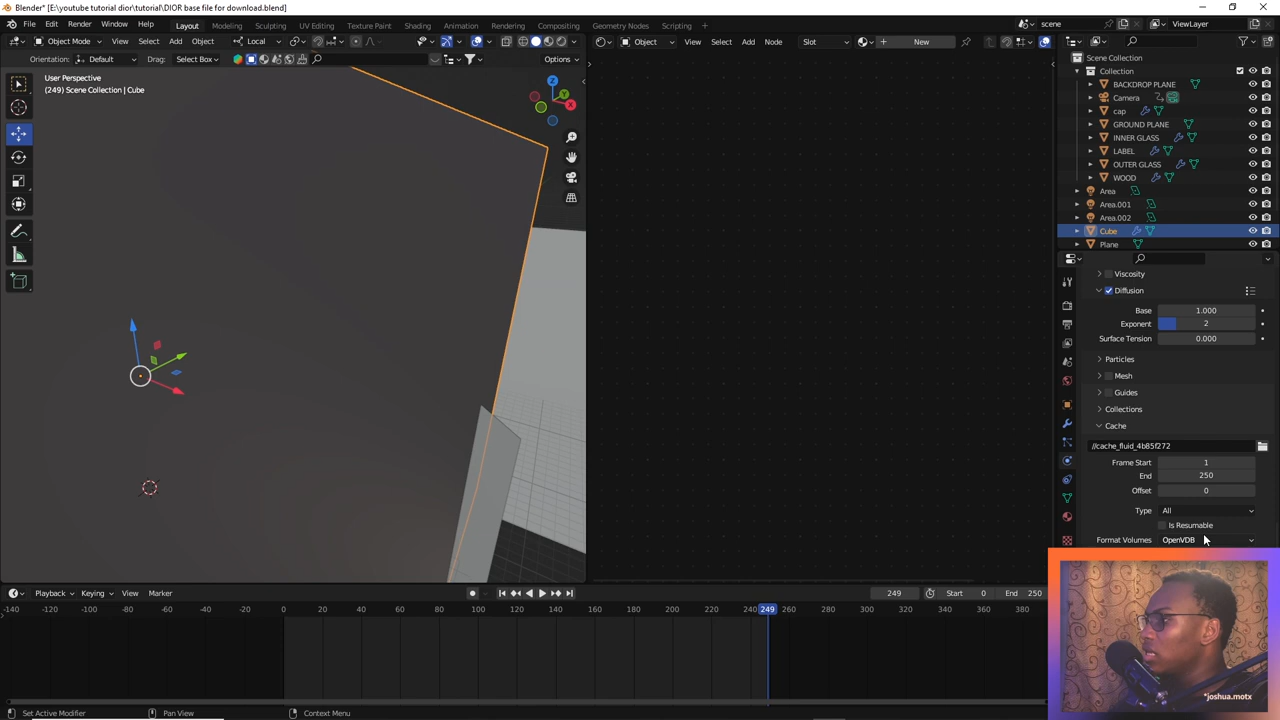 Blender* [E:\youtube tutorial dior\tutorial\DIOR base file for download.blend]
File Edit Render Window Help Layout Modeling Sculpting UV Editing Texture Paint Shading Animation Rendering Compositing Geometry Nodes Scripting + scene ViewLayer
Object Mode View Select Add Object Local Object View Select Add Node Slot New
Orientation: Default Drag: Select Box Options
User Perspective
(249) Scene Collection | Cube
Z
Y
X
Scene Collection
Collection
BACKDROP PLANE
Camera
cap
GROUND PLANE
INNER GLASS
LABEL
OUTER GLASS
WOOD
Area
Area.001
Area.002
Cube
Plane
Viscosity
Diffusion
Base 1.000
Exponent 2
Surface Tension 0.000
Particles
Mesh
Guides
Collections
Cache
//cache_fluid_4b85f272
Frame Start 1
End 250
Offset 0
Type All
Is Resumable
Format Volumes OpenVDB
Playback Keying View Marker 249 Start 0 End 250
-140 -120 -100 -80 -60 -40 -20 0 20 40 60 80 100 120 140 160 180 200 220 240 249 260 280 300 320 340 360 380
*joshua.motx
Set Active Modifier Pan View Context Menu